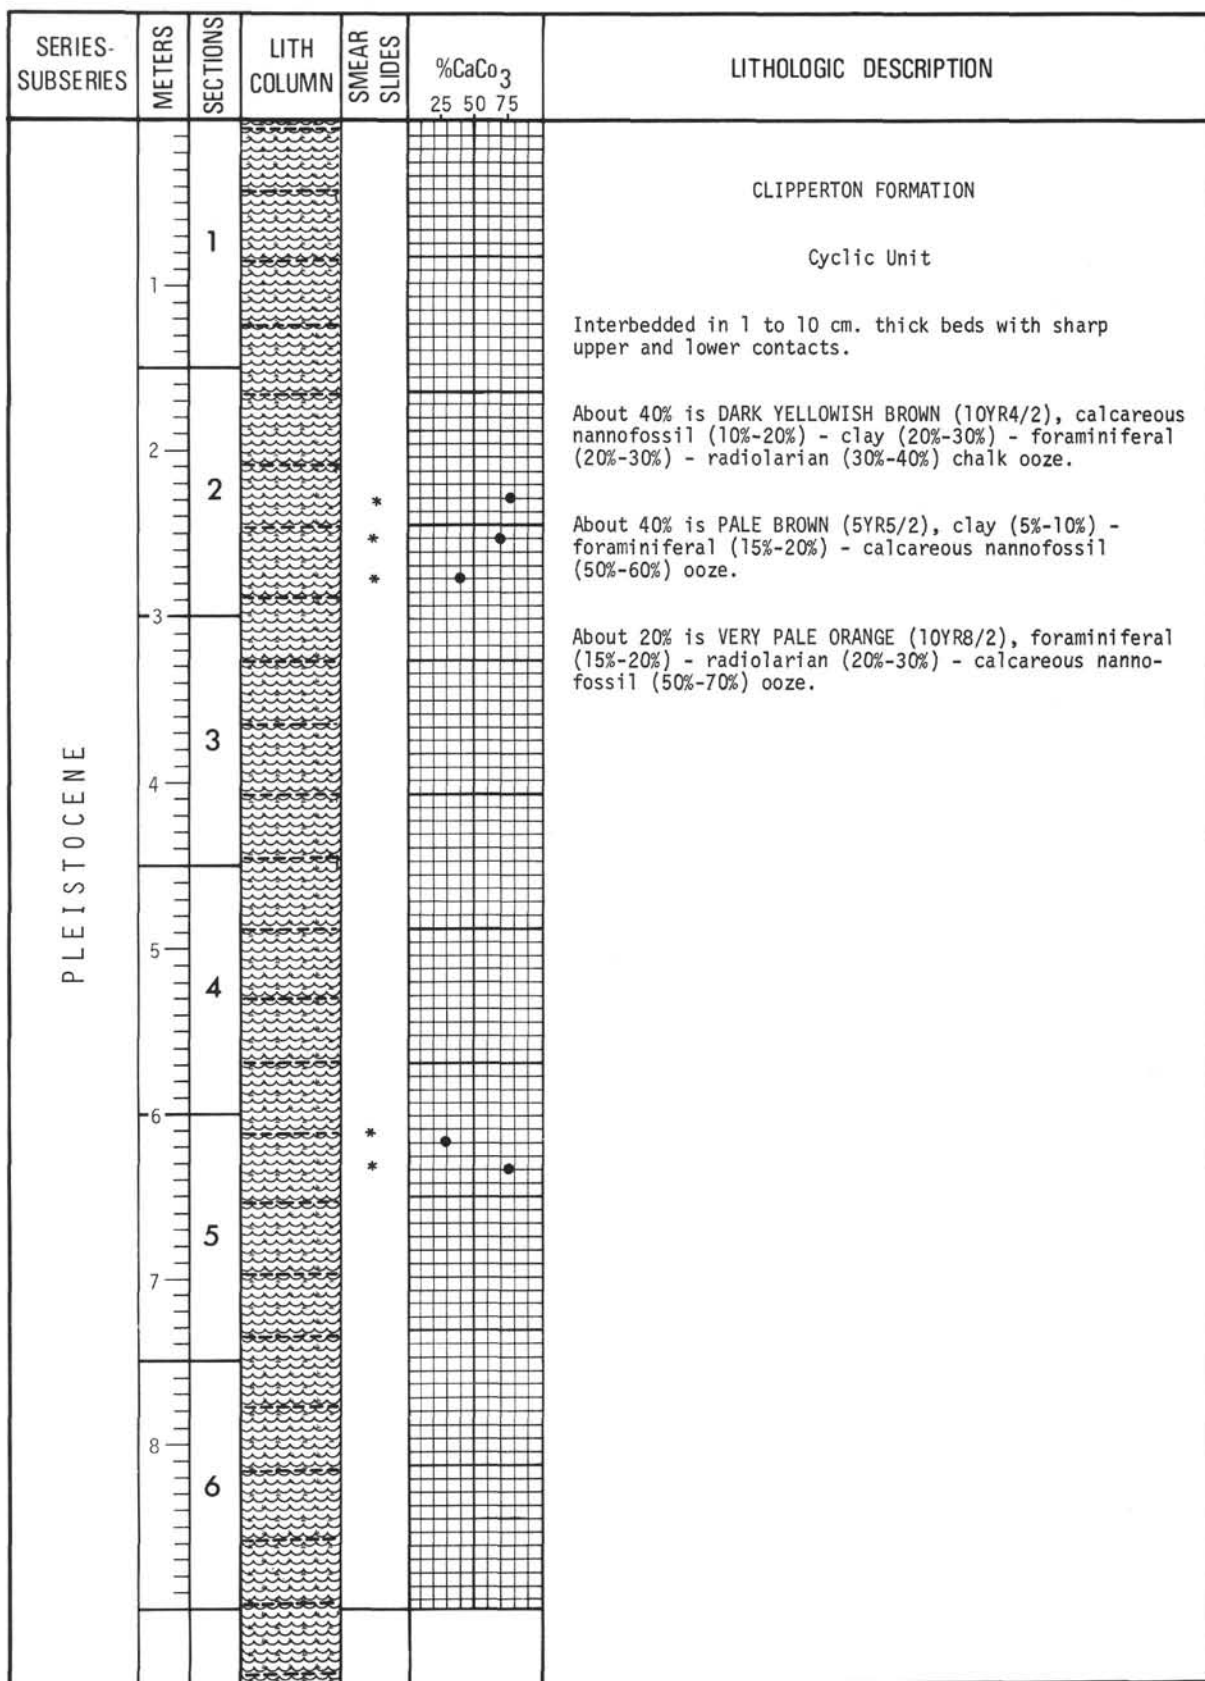 SERIES-
SUBSERIES
METERS
SECTIONS
LITH
COLUMN
SMEAR
SLIDES
%CaCo3
25 50 75
LITHOLOGIC DESCRIPTION
PLEISTOCENE
1
2
3
4
5
6
7
8
1
2
3
4
5
6
*
*
*
*
*
CLIPPERTON FORMATION
Cyclic Unit
Interbedded in 1 to 10 cm. thick beds with sharp
upper and lower contacts.
About 40% is DARK YELLOWISH BROWN (10YR4/2), calcareous
nannofossil (10%-20%) - clay (20%-30%) - foraminiferal
(20%-30%) - radiolarian (30%-40%) chalk ooze.
About 40% is PALE BROWN (5YR5/2), clay (5%-10%) -
foraminiferal (15%-20%) - calcareous nannofossil
(50%-60%) ooze.
About 20% is VERY PALE ORANGE (10YR8/2), foraminiferal
(15%-20%) - radiolarian (20%-30%) - calcareous nanno-
fossil (50%-70%) ooze.